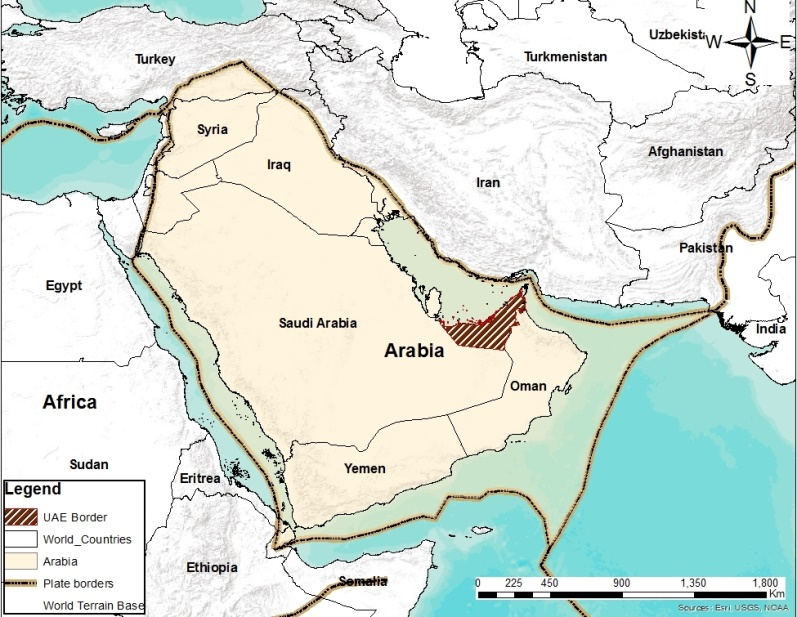 N
Uzbekist
W
E
S
Turkey
Turkmenistan
Syria
Afghanistan
Iraq
Iran
Pakistan
Egypt
Saudi Arabia
India
Arabia
Oman
Africa
Yemen
Sudan
Eritrea
Ethiopia
Somalia
Legend
UAE Border
World_Countries
Arabia
Plate borders
World Terrain Base
0 225 450 900 1,350 1,800
Km
Sources: Esri, USGS, NOAA